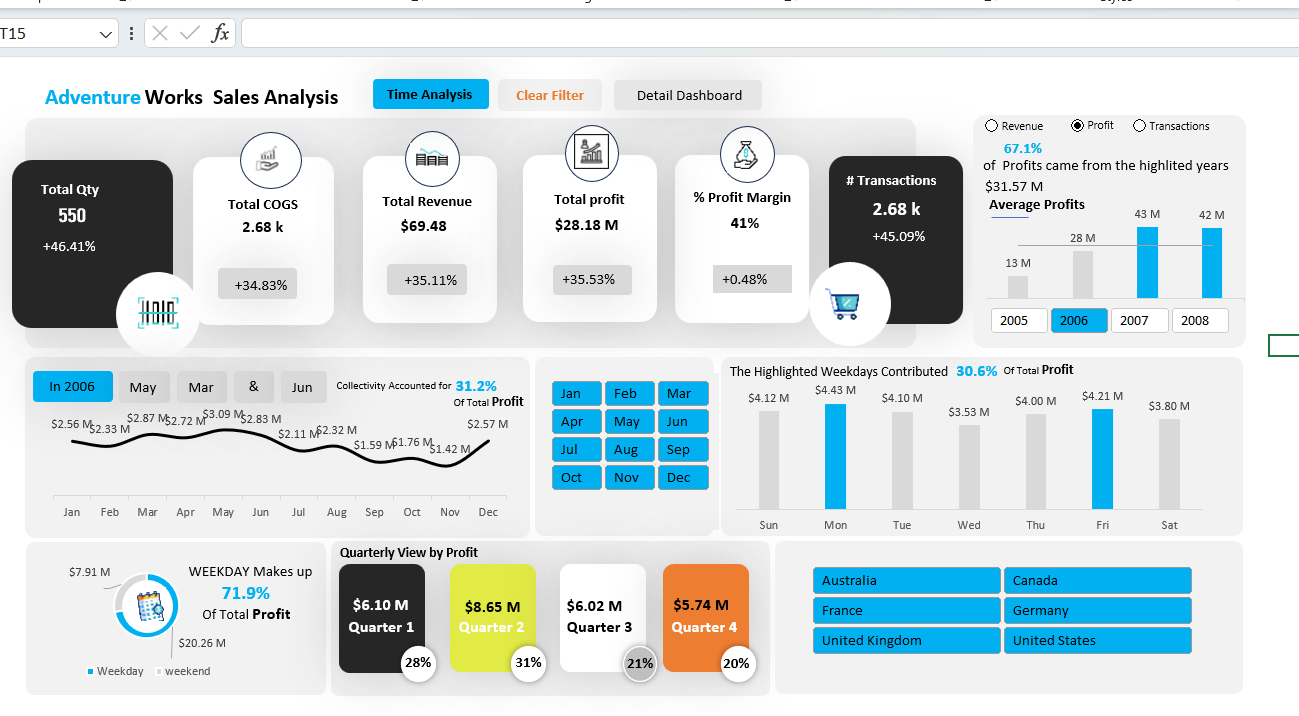 T15
fx
Adventure Works Sales Analysis
Time Analysis
Clear Filter
Detail Dashboard
Total Qty
550
+46.41%
Total COGS
2.68 k
+34.83%
Total Revenue
$69.48
+35.11%
Total profit
$28.18 M
+35.53%
% Profit Margin
41%
+0.48%
# Transactions
2.68 k
+45.09%
Revenue
Profit
Transactions
67.1%
of Profits came from the highlited years
$31.57 M
Average Profits
13 M
28 M
43 M
42 M
2005
2006
2007
2008
In 2006
May
Mar
&
Jun
Collectivity Accounted for 31.2%
Of Total Profit
$2.56 M
$2.33 M
$2.87 M
$2.72 M
$3.09 M
$2.83 M
$2.11 M
$2.32 M
$1.59 M
$1.76 M
$1.42 M
$2.57 M
Jan
Feb
Mar
Apr
May
Jun
Jul
Aug
Sep
Oct
Nov
Dec
Jan
Feb
Mar
Apr
May
Jun
Jul
Aug
Sep
Oct
Nov
Dec
The Highlighted Weekdays Contributed 30.6% Of Total Profit
$4.12 M
$4.43 M
$4.10 M
$3.53 M
$4.00 M
$4.21 M
$3.80 M
Sun
Mon
Tue
Wed
Thu
Fri
Sat
$7.91 M
$20.26 M
WEEKDAY Makes up
71.9%
Of Total Profit
Weekday
weekend
Quarterly View by Profit
$6.10 M
Quarter 1
28%
$8.65 M
Quarter 2
31%
$6.02 M
Quarter 3
21%
$5.74 M
Quarter 4
20%
Australia
Canada
France
Germany
United Kingdom
United States